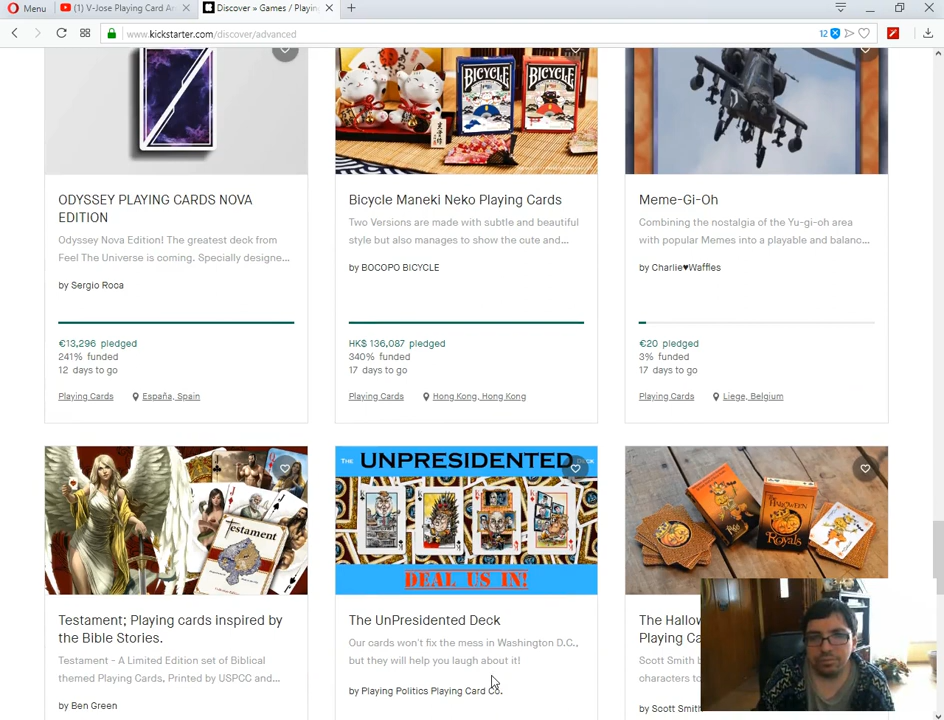 Menu
(1) V-Jose Playing Card Ac
Discover » Games / Playin
www.kickstarter.com/discover/advanced
12
BICYCLE
BICYCLE
ODYSSEY PLAYING CARDS NOVA
EDITION
Odyssey Nova Edition! The greatest deck from
Feel The Universe is coming. Specially designe...
by Sergio Roca
€13,296 pledged
241% funded
12 days to go
Playing Cards
España, Spain
Bicycle Maneki Neko Playing Cards
Two Versions are made with subtle and beautiful
style but also manages to show the cute and...
by BOCOPO BICYCLE
HK$ 136,087 pledged
340% funded
17 days to go
Playing Cards
Hong Kong, Hong Kong
Meme-Gi-Oh
Combining the nostalgia of the Yu-gi-oh area
with popular Memes into a playable and balanc...
by Charlie♥Waffles
€20 pledged
3% funded
17 days to go
Playing Cards
Liege, Belgium
Testament
Testament; Playing cards inspired by
the Bible Stories.
Testament - A Limited Edition set of Biblical
themed Playing Cards, Printed by USPCC and...
by Ben Green
THE UNPRESIDENTED DECK
DEAL US IN!
The UnPresidented Deck
Our cards won't fix the mess in Washington D.C.,
but they will help you laugh about it!
by Playing Politics Playing Card Co.
Halloween
Royals
The Hallow
Playing Ca
Scott Smith b
characters to
by Scott Smith